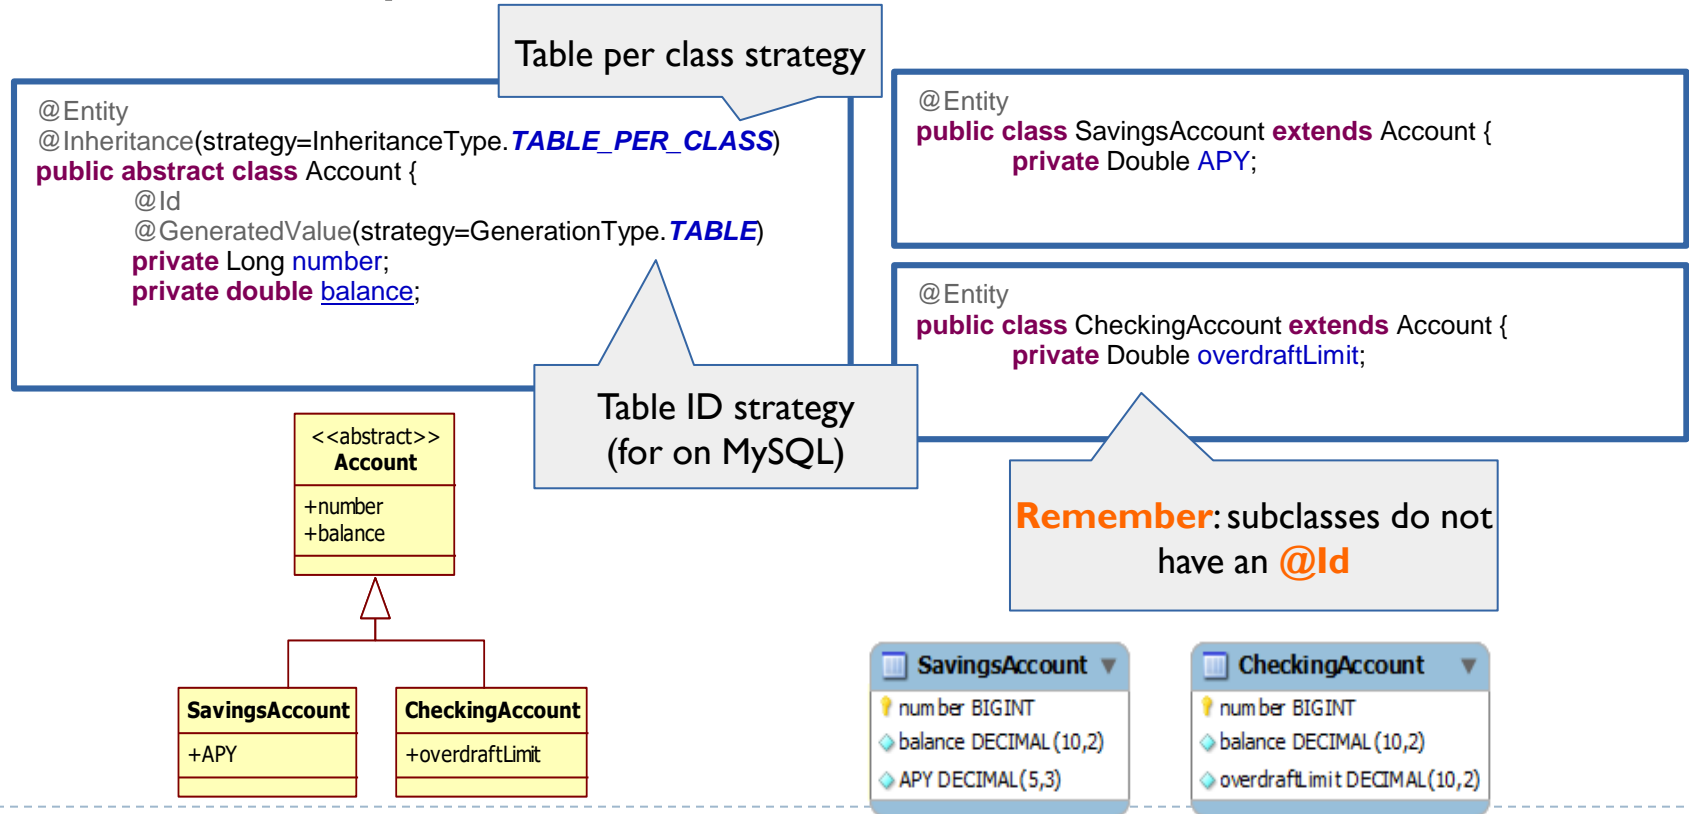 Table per class strategy
@Entity
@Inheritance(strategy=InheritanceType.TABLE_PER_CLASS)
public abstract class Account {
@Id
@GeneratedValue(strategy=GenerationType.TABLE)
private Long number;
private double balance;
@Entity
public class SavingsAccount extends Account {
private Double APY;
@Entity
public class CheckingAccount extends Account {
private Double overdraftLimit;
Table ID strategy
(for on MySQL)
Remember: subclasses do not
have an @Id
<<abstract>>
Account
+number
+balance
SavingsAccount
+APY
CheckingAccount
+overdraftLimit
SavingsAccount
number BIGINT
balance DECIMAL(10,2)
APY DECIMAL(5,3)
CheckingAccount
number BIGINT
balance DECIMAL(10,2)
overdraftLimit DECIMAL(10,2)